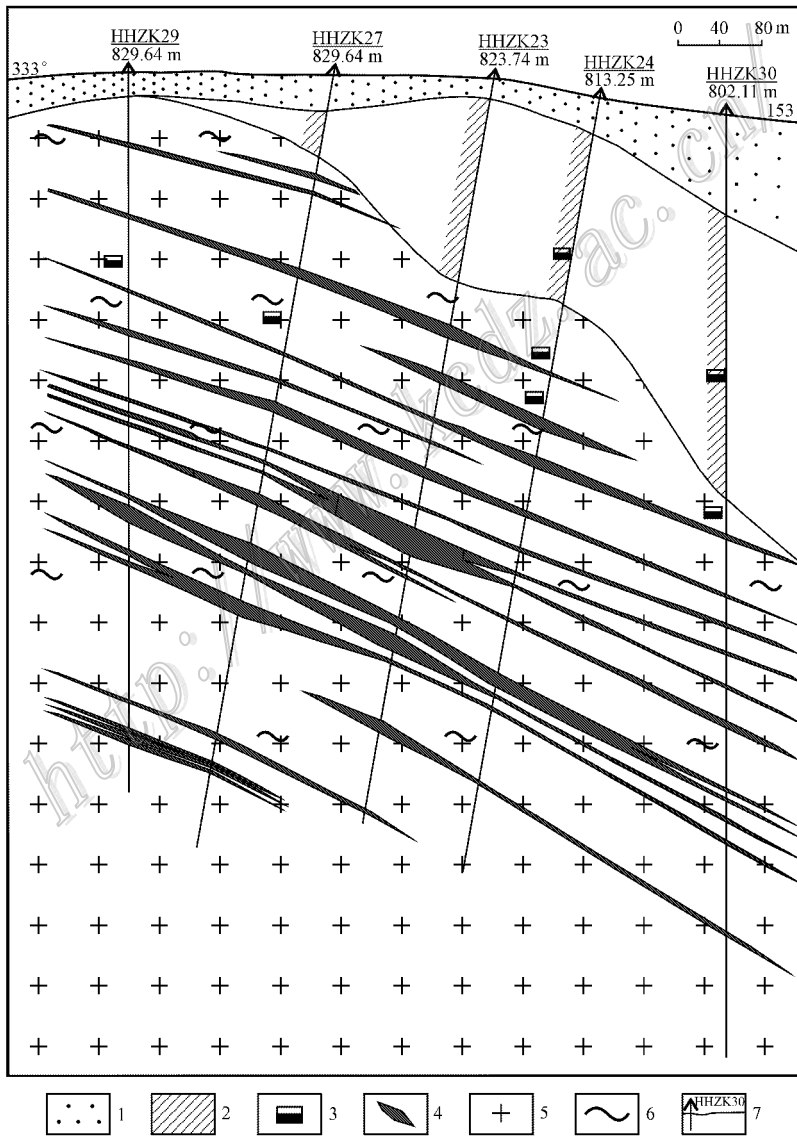 HHZK29
829.64 m
HHZK27
829.64 m
HHZK23
823.74 m
HHZK24
813.25 m
HHZK30
802.11 m
0 40 80 m
333°
153
http://www.kcdz.ac.cn/
1
2
3
4
5
6
HHZK30
7